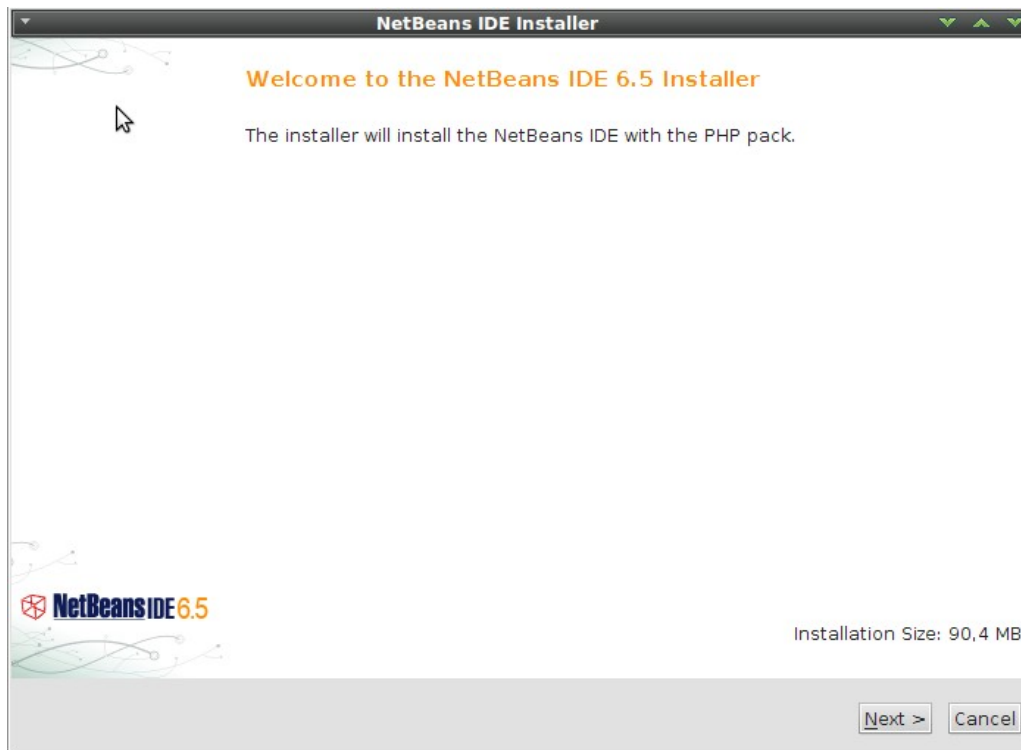 NetBeans IDE Installer
Welcome to the NetBeans IDE 6.5 Installer
The installer will install the NetBeans IDE with the PHP pack.
NetBeans IDE 6.5
Installation Size: 90,4 MB
Next > Cancel